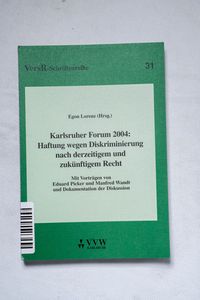 VersR-Schriftenreihe 31
Egon Lorenz (Hrsg.)
Karlsruher Forum 2004:
Haftung wegen Diskriminierung
nach derzeitigem und
zukünftigem Recht
Mit Vorträgen von
Eduard Picker und Manfred Wandt
und Dokumentation der Diskussion
VVW
KARLSRUHE